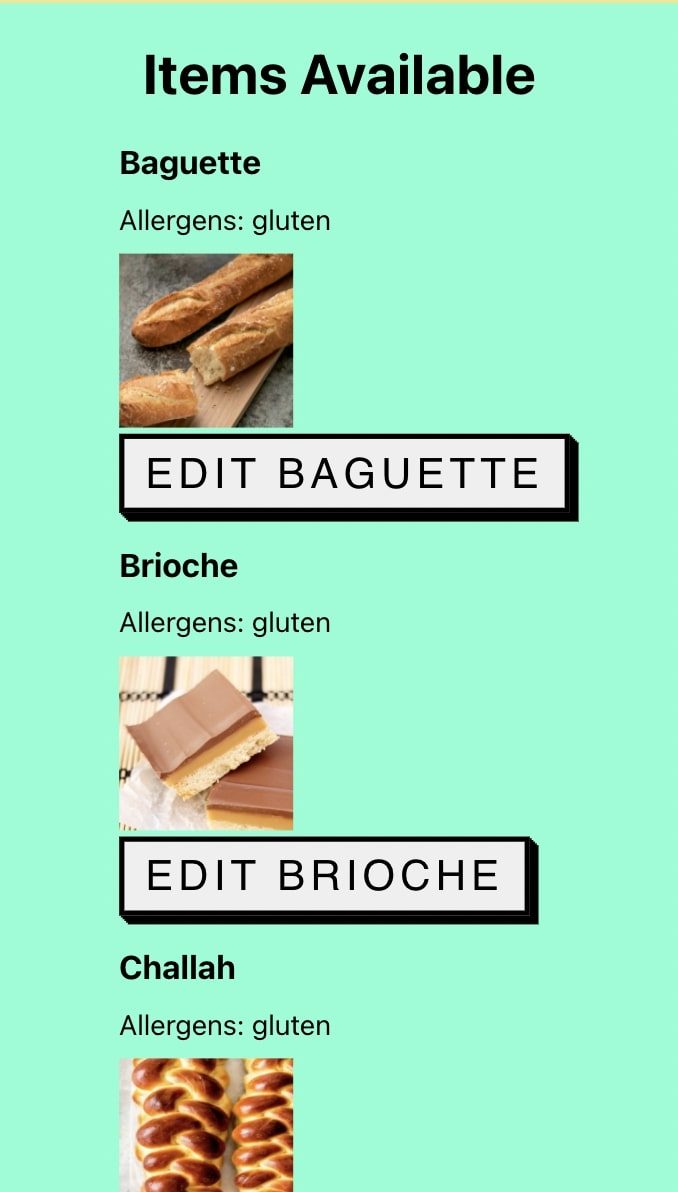 Items Available
Baguette
Allergens: gluten
EDIT BAGUETTE
Brioche
Allergens: gluten
EDIT BRIOCHE
Challah
Allergens: gluten